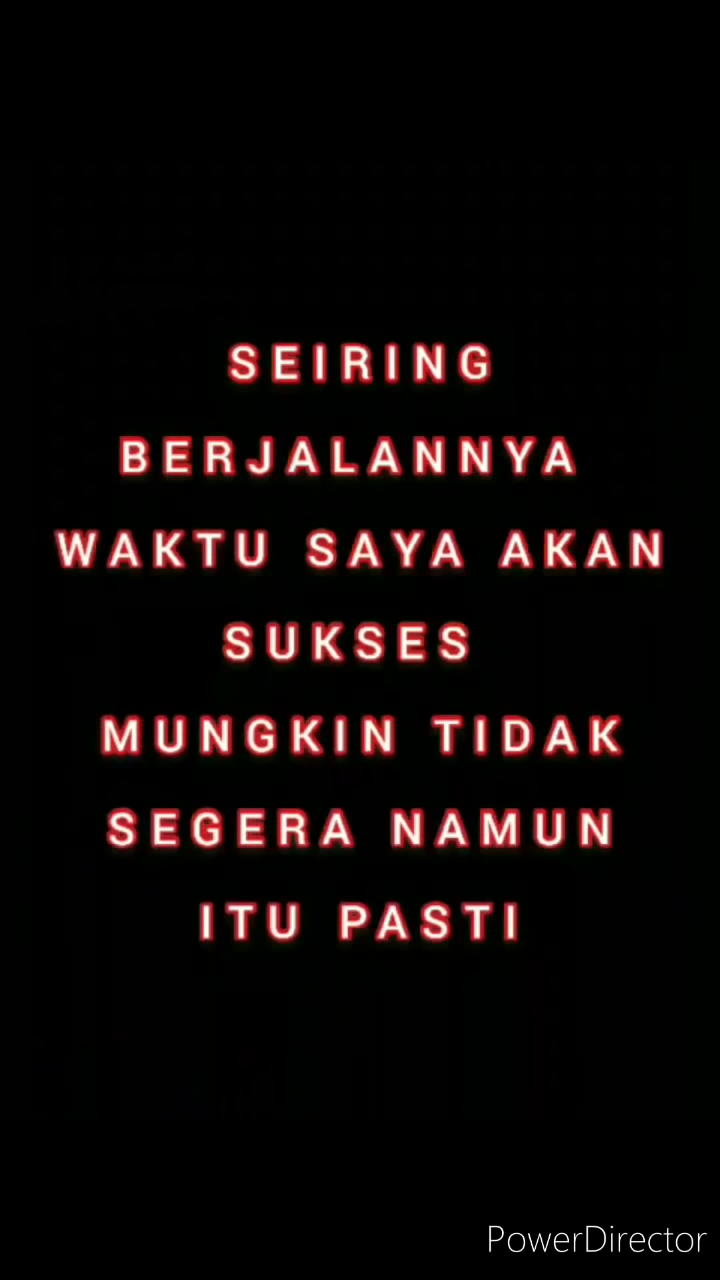 SEIRING
BERJALANNYA
WAKTU SAYA AKAN
SUKSES
MUNGKIN TIDAK
SEGERA NAMUN
ITU PASTI
PowerDirector